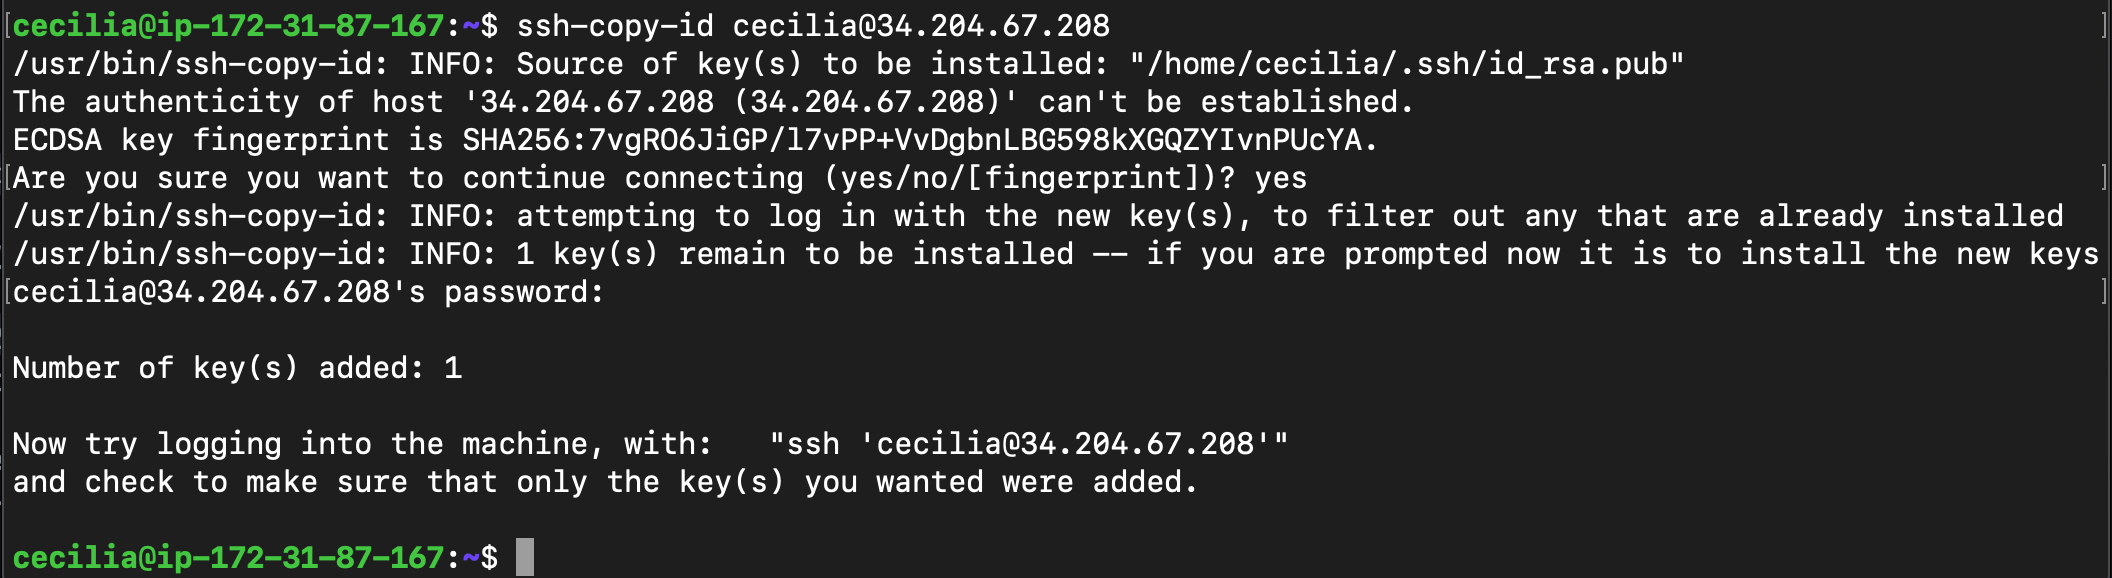 [cecilia@ip-172-31-87-167:~$ ssh-copy-id cecilia@34.204.67.208 ]
/usr/bin/ssh-copy-id: INFO: Source of key(s) to be installed: "/home/cecilia/.ssh/id_rsa.pub"
The authenticity of host '34.204.67.208 (34.204.67.208)' can't be established.
ECDSA key fingerprint is SHA256:7vgRO6JiGP/l7vPP+VvDgbnLBG598kXGQZYIvnPUcYA.
[Are you sure you want to continue connecting (yes/no/[fingerprint])? yes ]
/usr/bin/ssh-copy-id: INFO: attempting to log in with the new key(s), to filter out any that are already installed
/usr/bin/ssh-copy-id: INFO: 1 key(s) remain to be installed -- if you are prompted now it is to install the new keys
[cecilia@34.204.67.208's password: ]
Number of key(s) added: 1
Now try logging into the machine, with:   "ssh 'cecilia@34.204.67.208'"
and check to make sure that only the key(s) you wanted were added.
cecilia@ip-172-31-87-167:~$